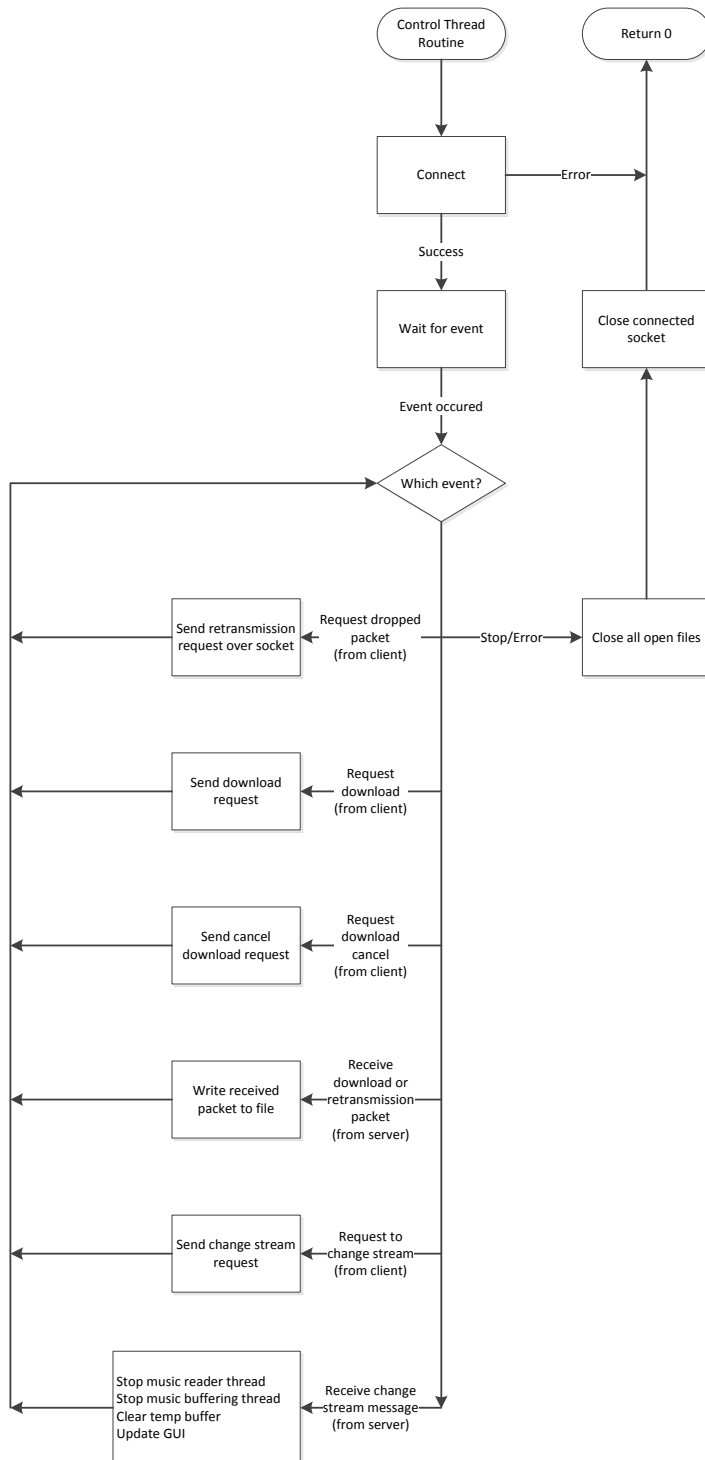 Control Thread
Routine
Return 0
Connect
Error
Success
Wait for event
Close connected
socket
Event occured
Which event?
Send retransmission
request over socket
Request dropped
packet
(from client)
Stop/Error
Close all open files
Send download
request
Request
download
(from client)
Send cancel
download request
Request
download
cancel
(from client)
Write received
packet to file
Receive
download or
retransmission
packet
(from server)
Send change stream
request
Request to
change stream
(from client)
Stop music reader thread
Stop music buffering thread
Clear temp buffer
Update GUI
Receive change
stream message
(from server)